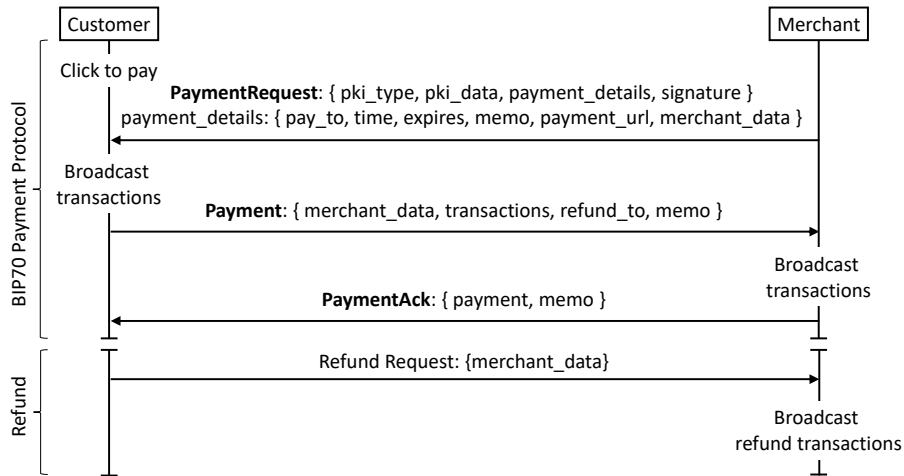 Customer
Merchant
BIP70 Payment Protocol
Click to pay
PaymentRequest: { pki_type, pki_data, payment_details, signature }
payment_details: { pay_to, time, expires, memo, payment_url, merchant_data }
Broadcast
transactions
Payment: { merchant_data, transactions, refund_to, memo }
Broadcast
transactions
PaymentAck: { payment, memo }
Refund
Refund Request: {merchant_data}
Broadcast
refund transactions